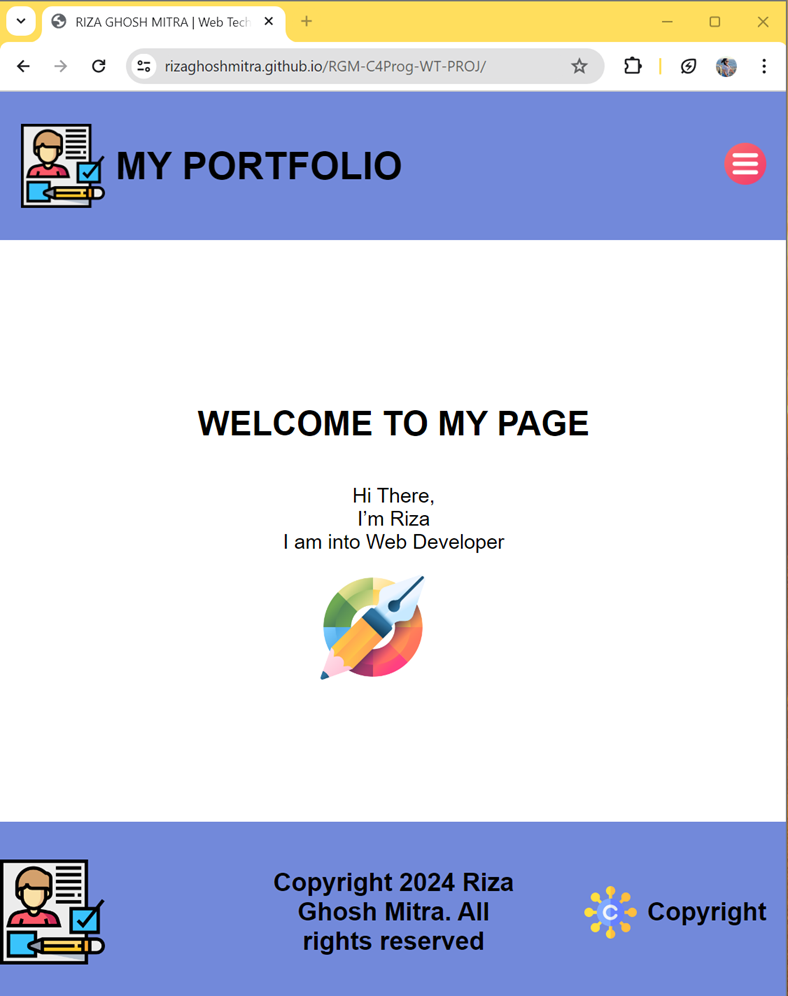 RIZA GHOSH MITRA | Web Tech
rizaghoshmitra.github.io/RGM-C4Prog-WT-PROJ/
MY PORTFOLIO
WELCOME TO MY PAGE
Hi There,
I’m Riza
I am into Web Developer
Copyright 2024 Riza
Ghosh Mitra. All
rights reserved
C
Copyright